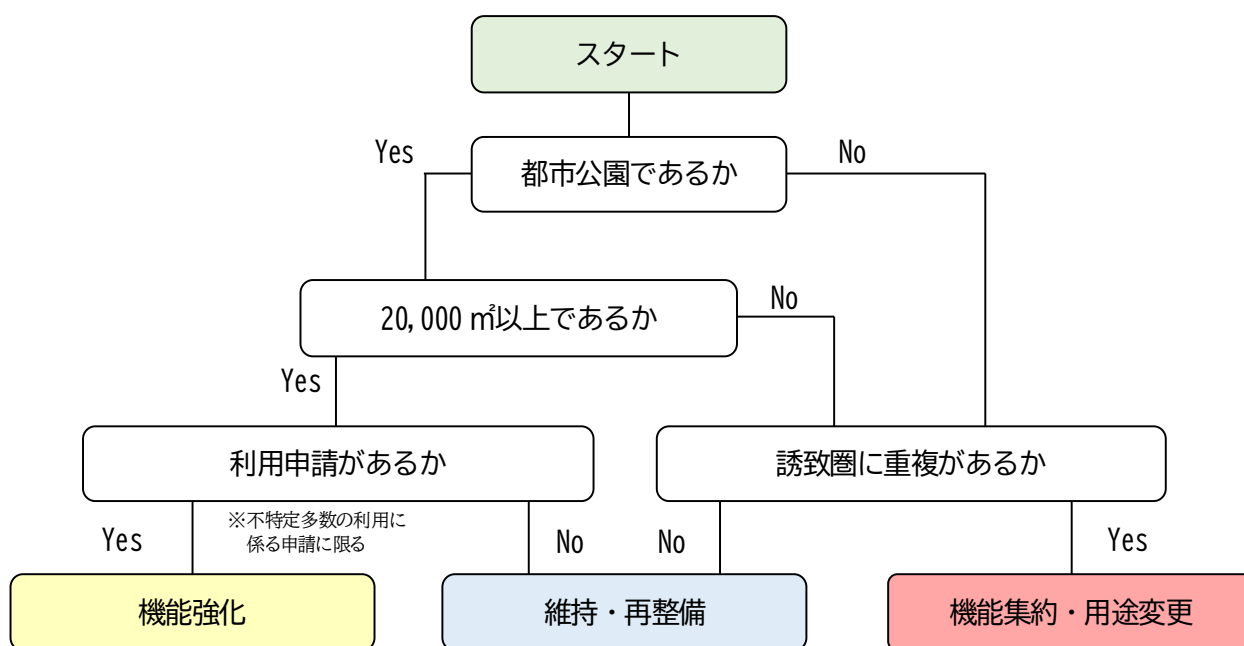 スタート
Yes
都市公園であるか
No
20,000 ㎡以上であるか
No
Yes
利用申請があるか
誘致圏に重複があるか
Yes
※不特定多数の利用に
係る申請に限る
No
No
Yes
機能強化
維持・再整備
機能集約・用途変更